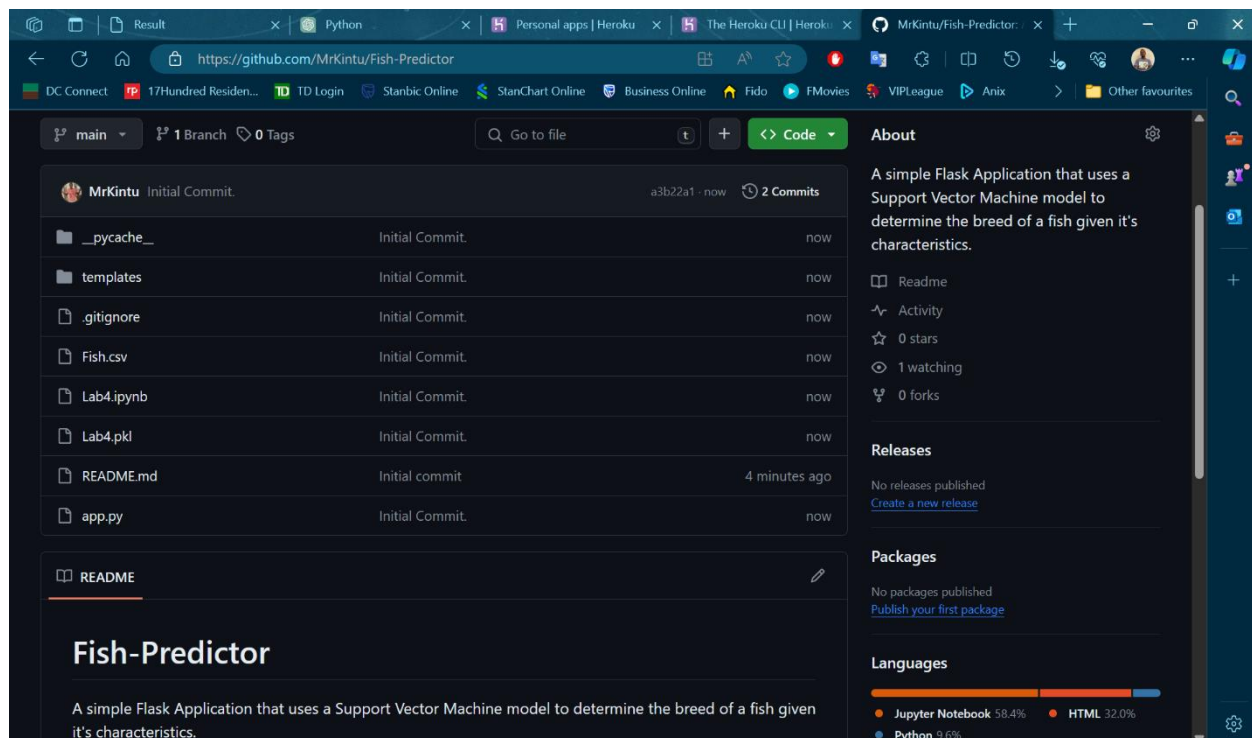 Result
Python
Personal apps | Heroku
The Heroku CLI | Heroku
MrKintu/Fish-Predictor:
https://github.com/MrKintu/Fish-Predictor
DC Connect 17Hundred Residen... TD Login Stanbic Online StanChart Online Business Online Fido FMovies VIPLeague Anix Other favourites
main 1 Branch 0 Tags Go to file t Code
MrKintu Initial Commit. a3b22a1 · now 2 Commits
__pycache__ Initial Commit. now
templates Initial Commit. now
.gitignore Initial Commit. now
Fish.csv Initial Commit. now
Lab4.ipynb Initial Commit. now
Lab4.pkl Initial Commit. now
README.md Initial commit 4 minutes ago
app.py Initial Commit. now
README
Fish-Predictor
A simple Flask Application that uses a Support Vector Machine model to determine the breed of a fish given
it's characteristics.
About
A simple Flask Application that uses a
Support Vector Machine model to
determine the breed of a fish given it's
characteristics.
Readme
Activity
0 stars
1 watching
0 forks
Releases
No releases published
Create a new release
Packages
No packages published
Publish your first package
Languages
Jupyter Notebook 58.4% HTML 32.0%
Python 9.6%